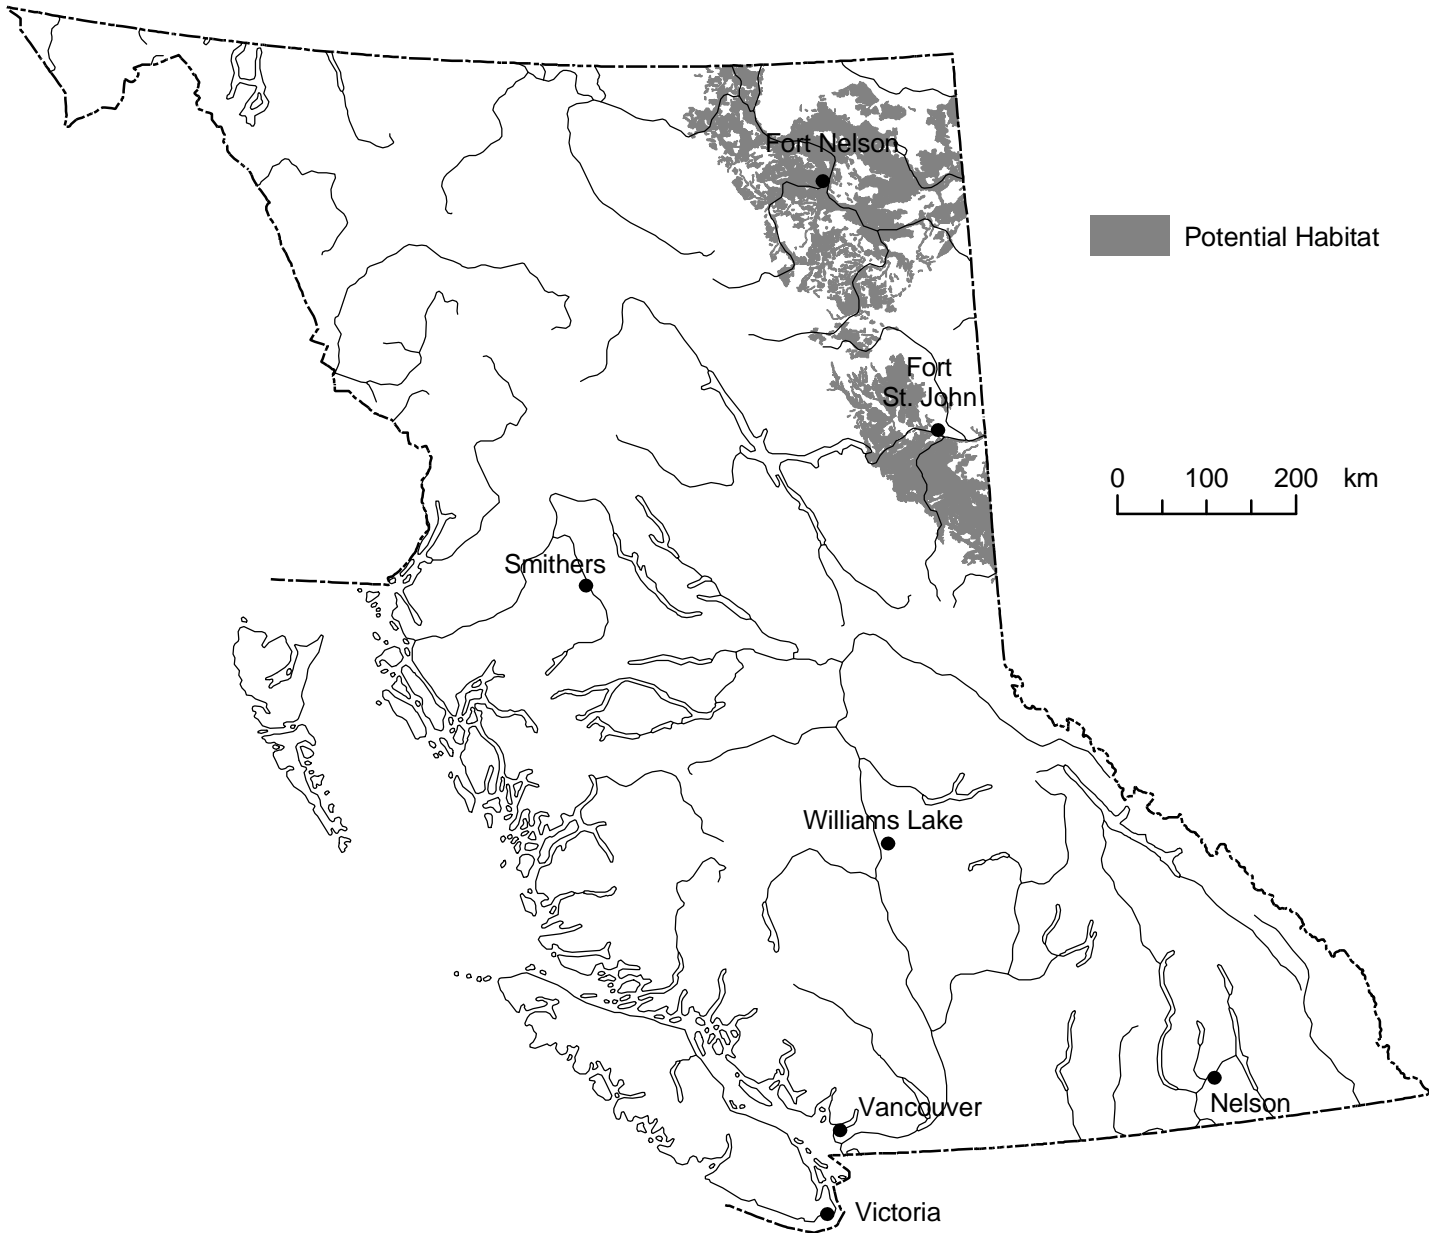 Fort Nelson
Potential Habitat
Fort
St. John
0 100 200 km
Smithers
Williams Lake
Vancouver
Nelson
Victoria